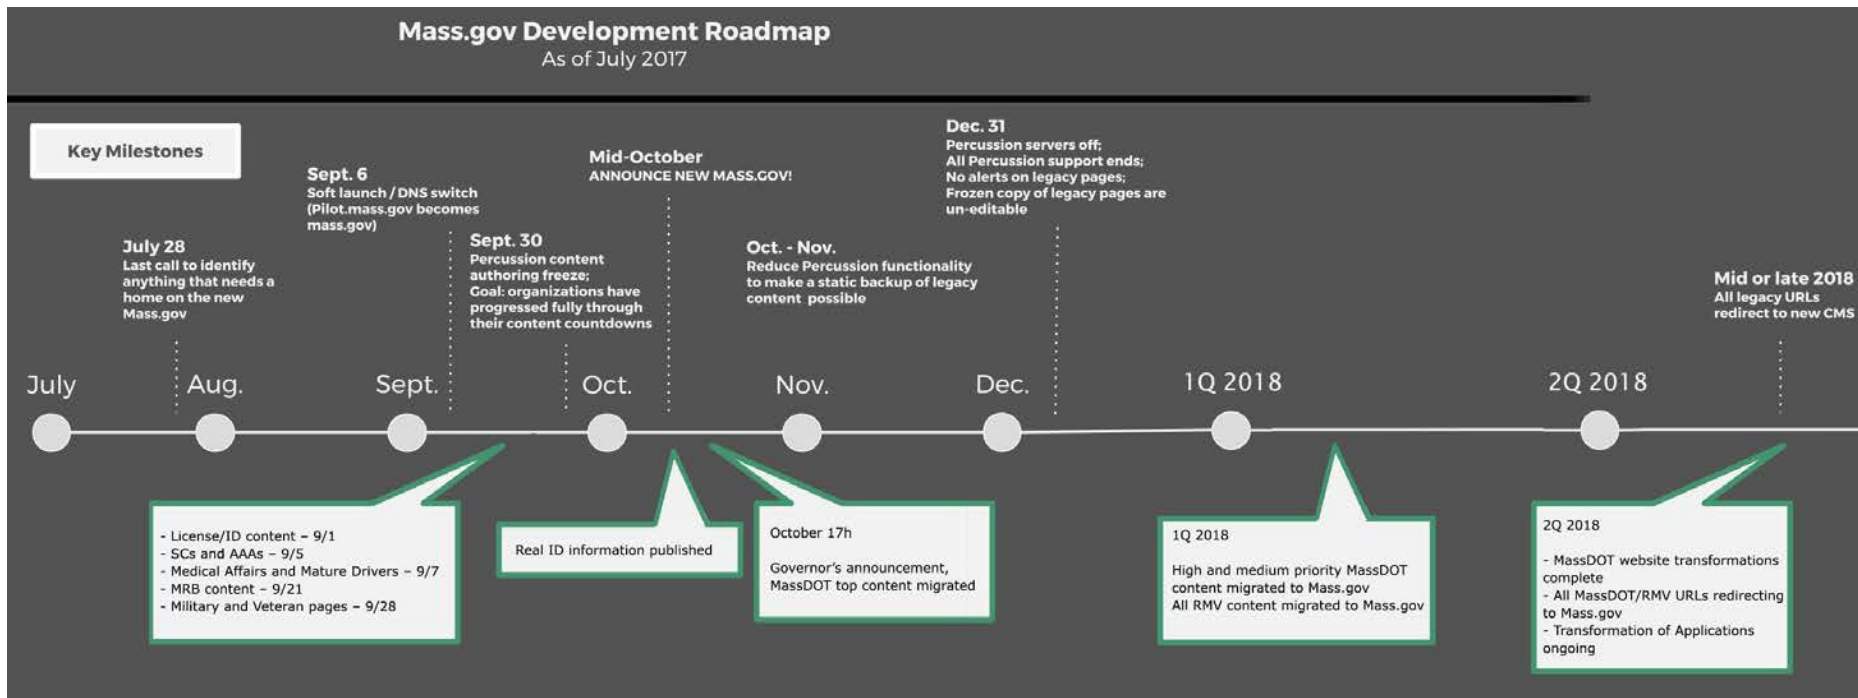 Mass.gov Development Roadmap
As of July 2017
Key Milestones
July 28
Last call to identify
anything that needs a
home on the new
Mass.gov
Sept. 6
Soft launch / DNS switch
(Pilot.mass.gov becomes
mass.gov)
Sept. 30
Percussion content
authoring freeze;
Goal: organizations have
progressed fully through
their content countdowns
Mid-October
ANNOUNCE NEW MASS.GOV!
Oct. - Nov.
Reduce Percussion functionality
to make a static backup of legacy
content possible
Dec. 31
Percussion servers off;
All Percussion support ends;
No alerts on legacy pages;
Frozen copy of legacy pages are
un-editable
Mid or late 2018
All legacy URLs
redirect to new CMS
July
Aug.
Sept.
Oct.
Nov.
Dec.
1Q 2018
2Q 2018
- License/ID content – 9/1
- SCs and AAAs – 9/5
- Medical Affairs and Mature Drivers – 9/7
- MRB content – 9/21
- Military and Veteran pages – 9/28
Real ID information published
October 17h
Governor's announcement,
MassDOT top content migrated
1Q 2018
High and medium priority MassDOT
content migrated to Mass.gov
All RMV content migrated to Mass.gov
2Q 2018
- MassDOT website transformations
complete
- All MassDOT/RMV URLs redirecting
to Mass.gov
- Transformation of Applications
ongoing